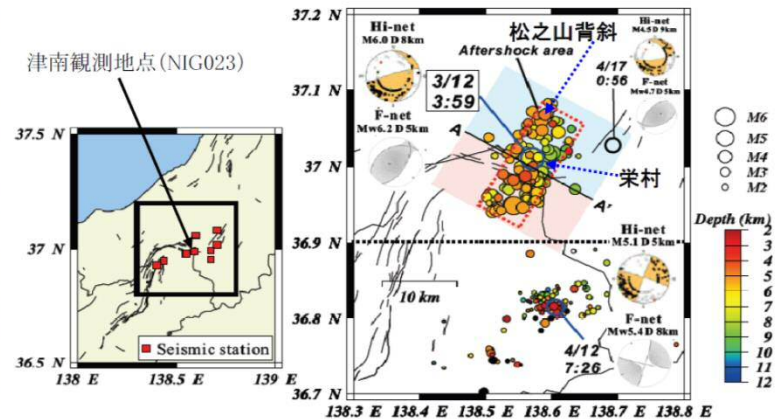 津南観測地点(NIG023)
37.5 N
37 N
36.5 N
138 E
138.5 E
139 E
Seismic station
37.2 N
37.1 N
37 N
36.9 N
36.8 N
36.7 N
138.3 E
138.4 E
138.5 E
138.6 E
138.7 E
138.8 E
松之山背斜
Aftershock area
Hi-net
M6.0 D 8km
3/12
3:59
F-net
Mw6.2 D 5km
A
A'
Hi-net
M4.5 D 5km
4/17
0:56
F-net
Mw4.7 D 5km
栄村
Hi-net
M5.1 D 5km
F-net
Mw5.4 D 8km
4/12
7:26
10 km
M6
M5
M4
M3
M2
Depth (km)
2
3
4
5
6
7
8
9
10
11
12